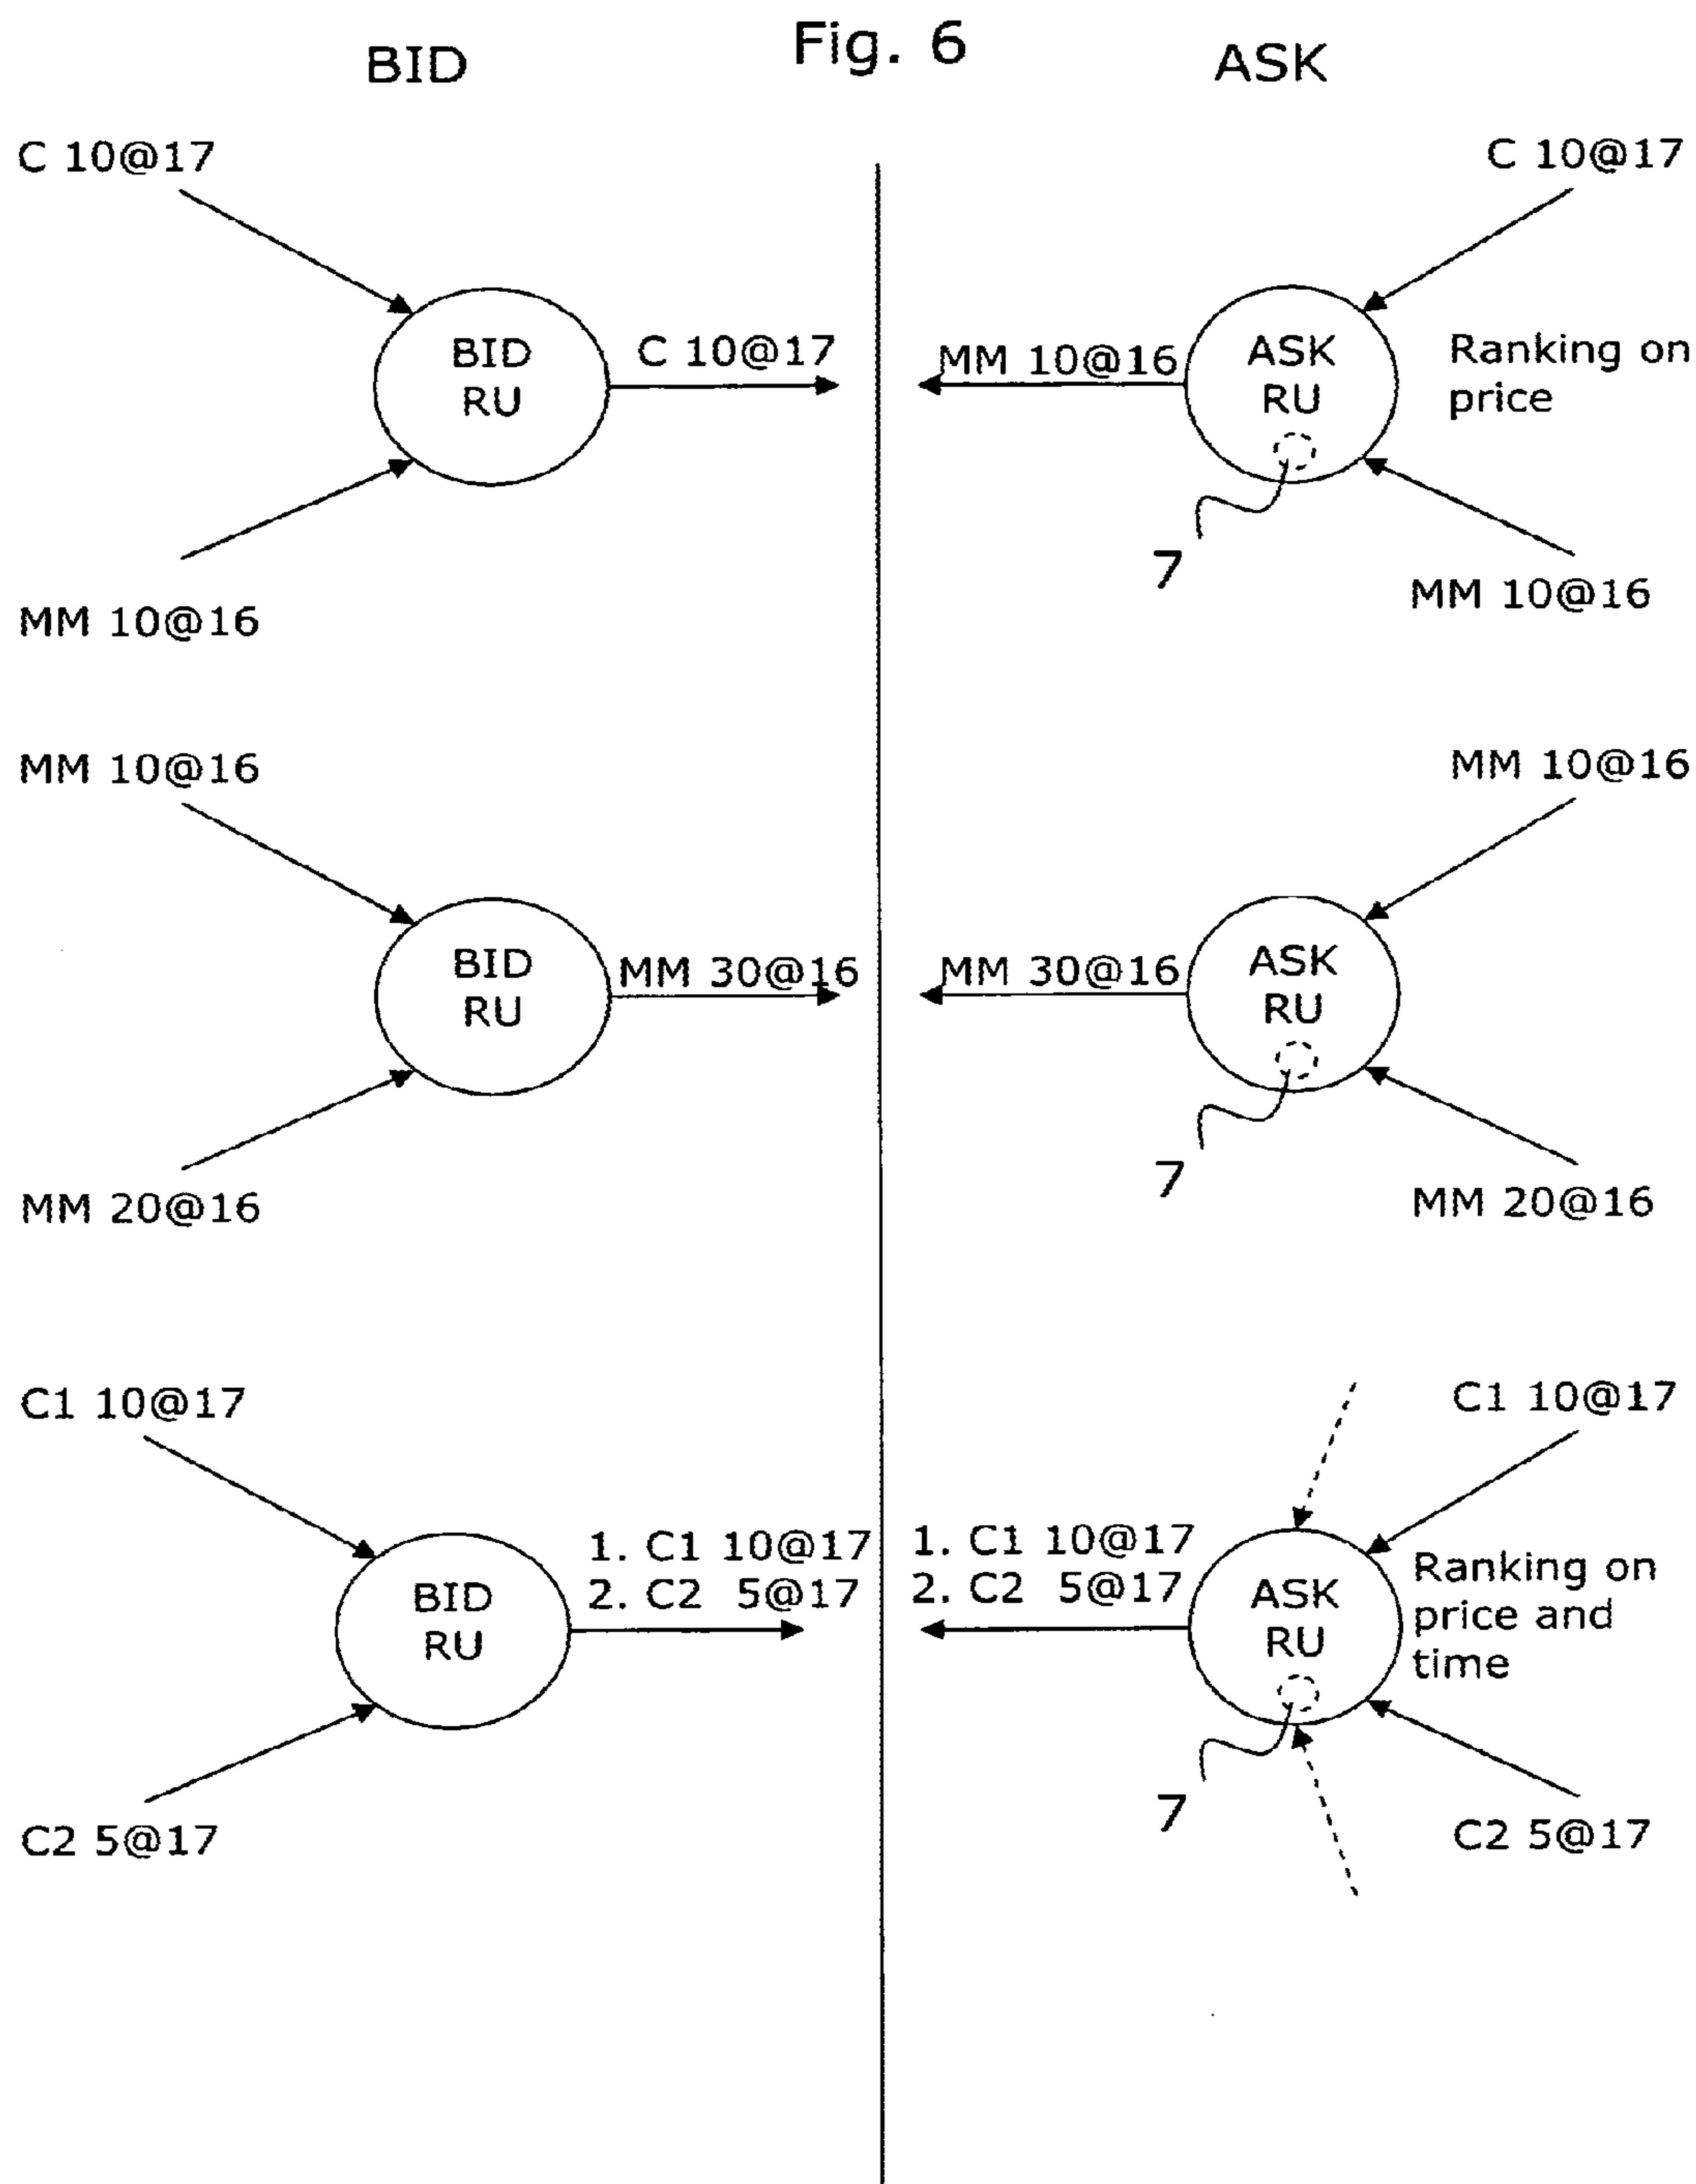 Fig. 6
BID
ASK
C 10@17
C 10@17
BID
RU
C 10@17
MM 10@16
ASK
RU
Ranking on
price
7
MM 10@16
MM 10@16
MM 10@16
MM 10@16
BID
RU
MM 30@16
MM 30@16
ASK
RU
7
MM 20@16
MM 20@16
C1 10@17
C1 10@17
BID
RU
1. C1 10@17
2. C2 5@17
1. C1 10@17
2. C2 5@17
ASK
RU
Ranking on
price and
time
7
C2 5@17
C2 5@17